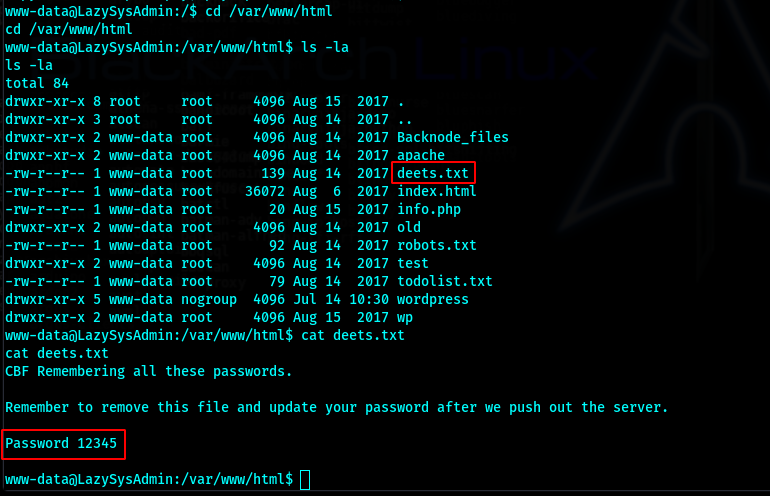 www-data@LazySysAdmin:/$ cd /var/www/html
cd /var/www/html
www-data@LazySysAdmin:/var/www/html$ ls -la
ls -la
total 84
drwxr-xr-x 8 root     root      4096 Aug 15  2017 .
drwxr-xr-x 3 root     root      4096 Aug 14  2017 ..
drwxr-xr-x 2 www-data root      4096 Aug 14  2017 Backnode_files
drwxr-xr-x 2 www-data root      4096 Aug 14  2017 apache
-rw-r--r-- 1 www-data root       139 Aug 14  2017 deets.txt
-rw-r--r-- 1 www-data root     36072 Aug  6  2017 index.html
-rw-r--r-- 1 www-data root        20 Aug 15  2017 info.php
drwxr-xr-x 2 www-data root      4096 Aug 14  2017 old
-rw-r--r-- 1 www-data root        92 Aug 14  2017 robots.txt
drwxr-xr-x 2 www-data root      4096 Aug 14  2017 test
-rw-r--r-- 1 www-data root        79 Aug 14  2017 todolist.txt
drwxr-xr-x 5 www-data nogroup   4096 Jul 14 10:30 wordpress
drwxr-xr-x 2 www-data root      4096 Aug 15  2017 wp
www-data@LazySysAdmin:/var/www/html$ cat deets.txt
cat deets.txt
CBF Remembering all these passwords.
Remember to remove this file and update your password after we push out the server.
Password 12345
www-data@LazySysAdmin:/var/www/html$